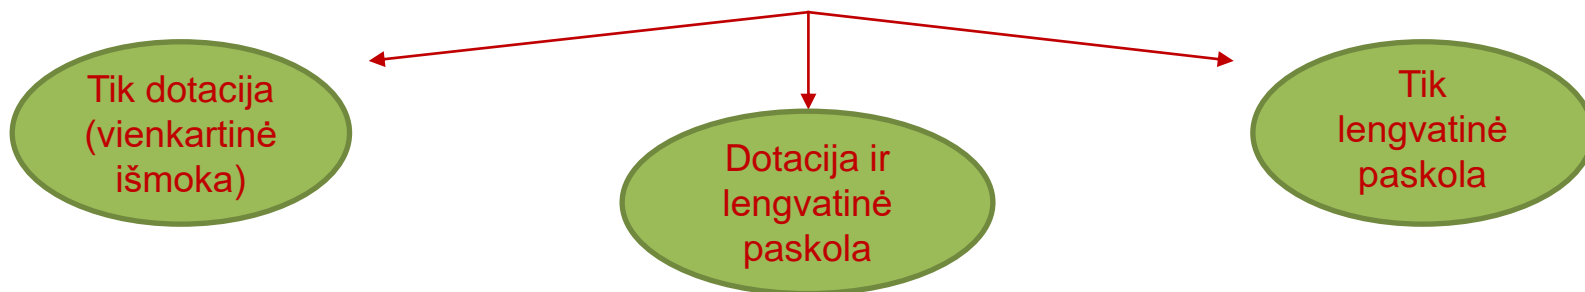 Tik dotacija
(vienkartinė
išmoka)
Dotacija ir
lengvatinė
paskola
Tik
lengvatinė
paskola